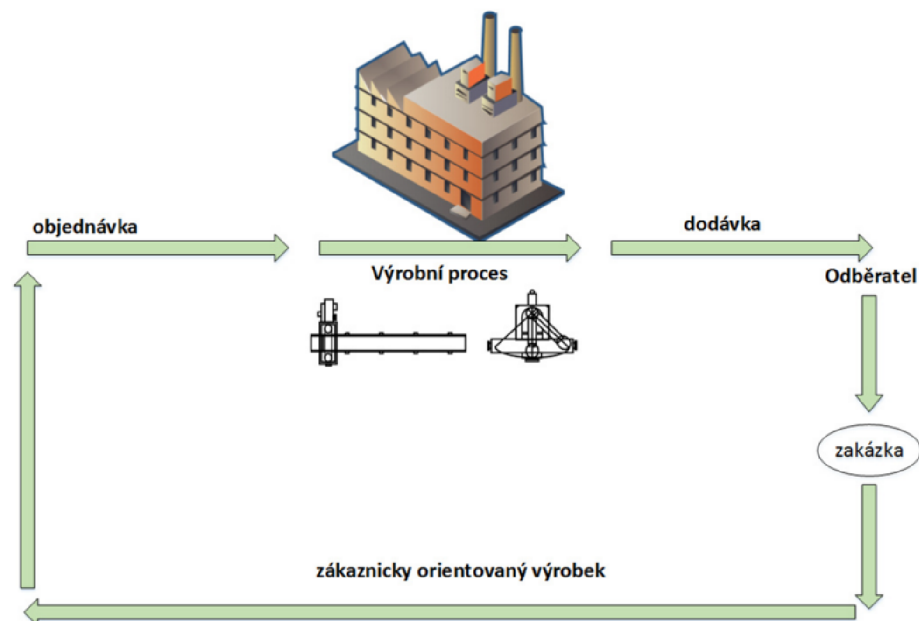 objednávka
dodávka
Výrobní proces
Odběratel
zakázka
zákaznicky orientovaný výrobek